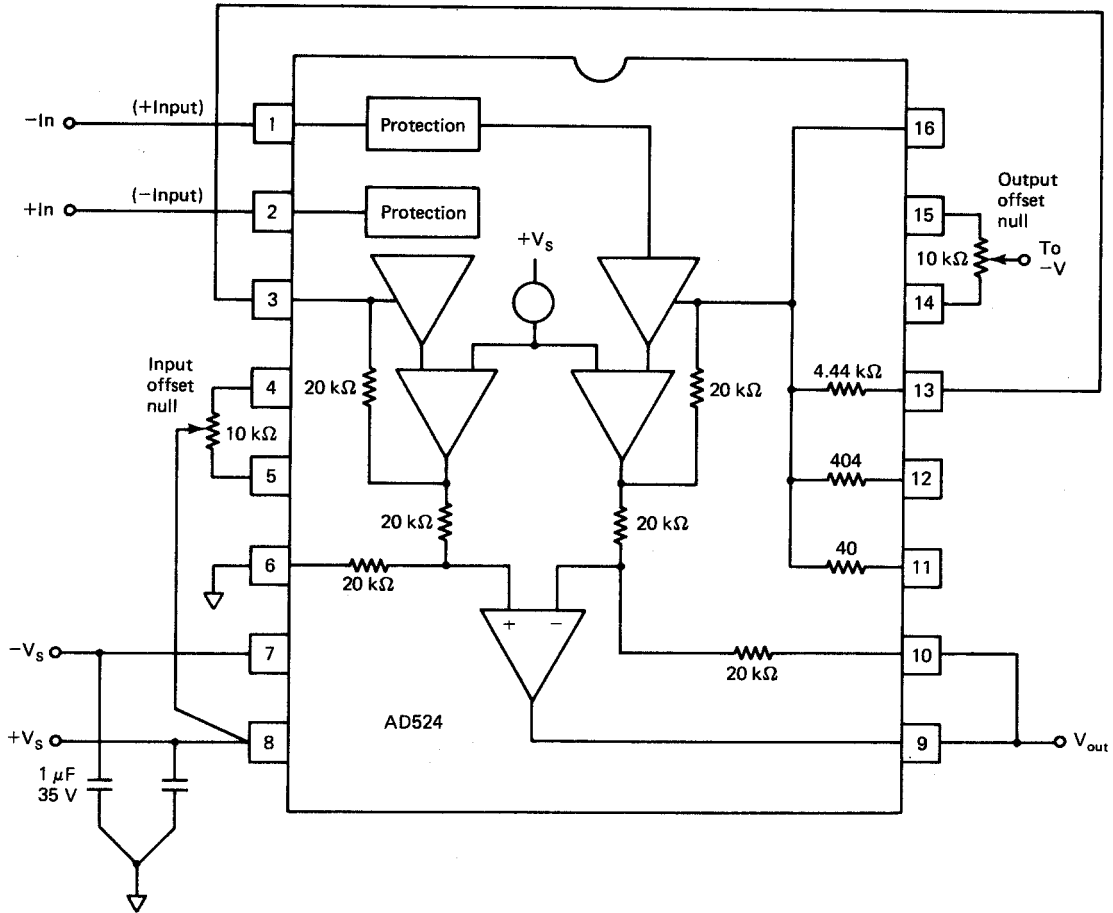 −In
(+Input)
1
Protection
16
+In
(−Input)
2
Protection
15
Output
offset
null
+V_s
10 kΩ
To
−V
3
14
Input
offset
null
4
10 kΩ
5
20 kΩ
20 kΩ
4.44 kΩ
13
404
12
20 kΩ
20 kΩ
40
11
6
20 kΩ
+
−
−V_s
7
20 kΩ
10
+V_s
8
AD524
9
V_out
1 μF
35 V